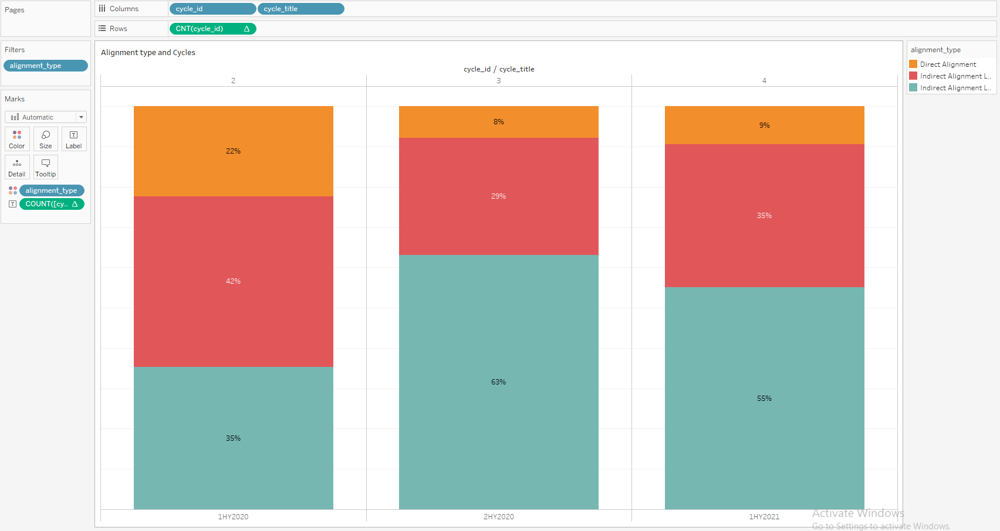 Pages
Columns
cycle_id
cycle_title
Rows
CNT(cycle_id) Δ
Filters
alignment_type
Marks
Automatic
Color
Size
Label
Detail
Tooltip
alignment_type
COUNT([cy.. Δ
Alignment type and Cycles
cycle_id / cycle_title
2
3
4
22%
8%
9%
42%
29%
35%
35%
63%
55%
1HY2020
2HY2020
1HY2021
alignment_type
Direct Alignment
Indirect Alignment L..
Indirect Alignment L..
Activate Windows
Go to Settings to activate Windows.